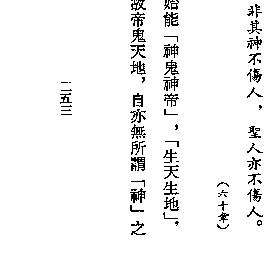 非其神不傷人，聖人亦不傷人。
（六十章）
始能「神鬼神帝」，「生天生地」，
故帝鬼天地，自亦無所謂「神」之
二五三